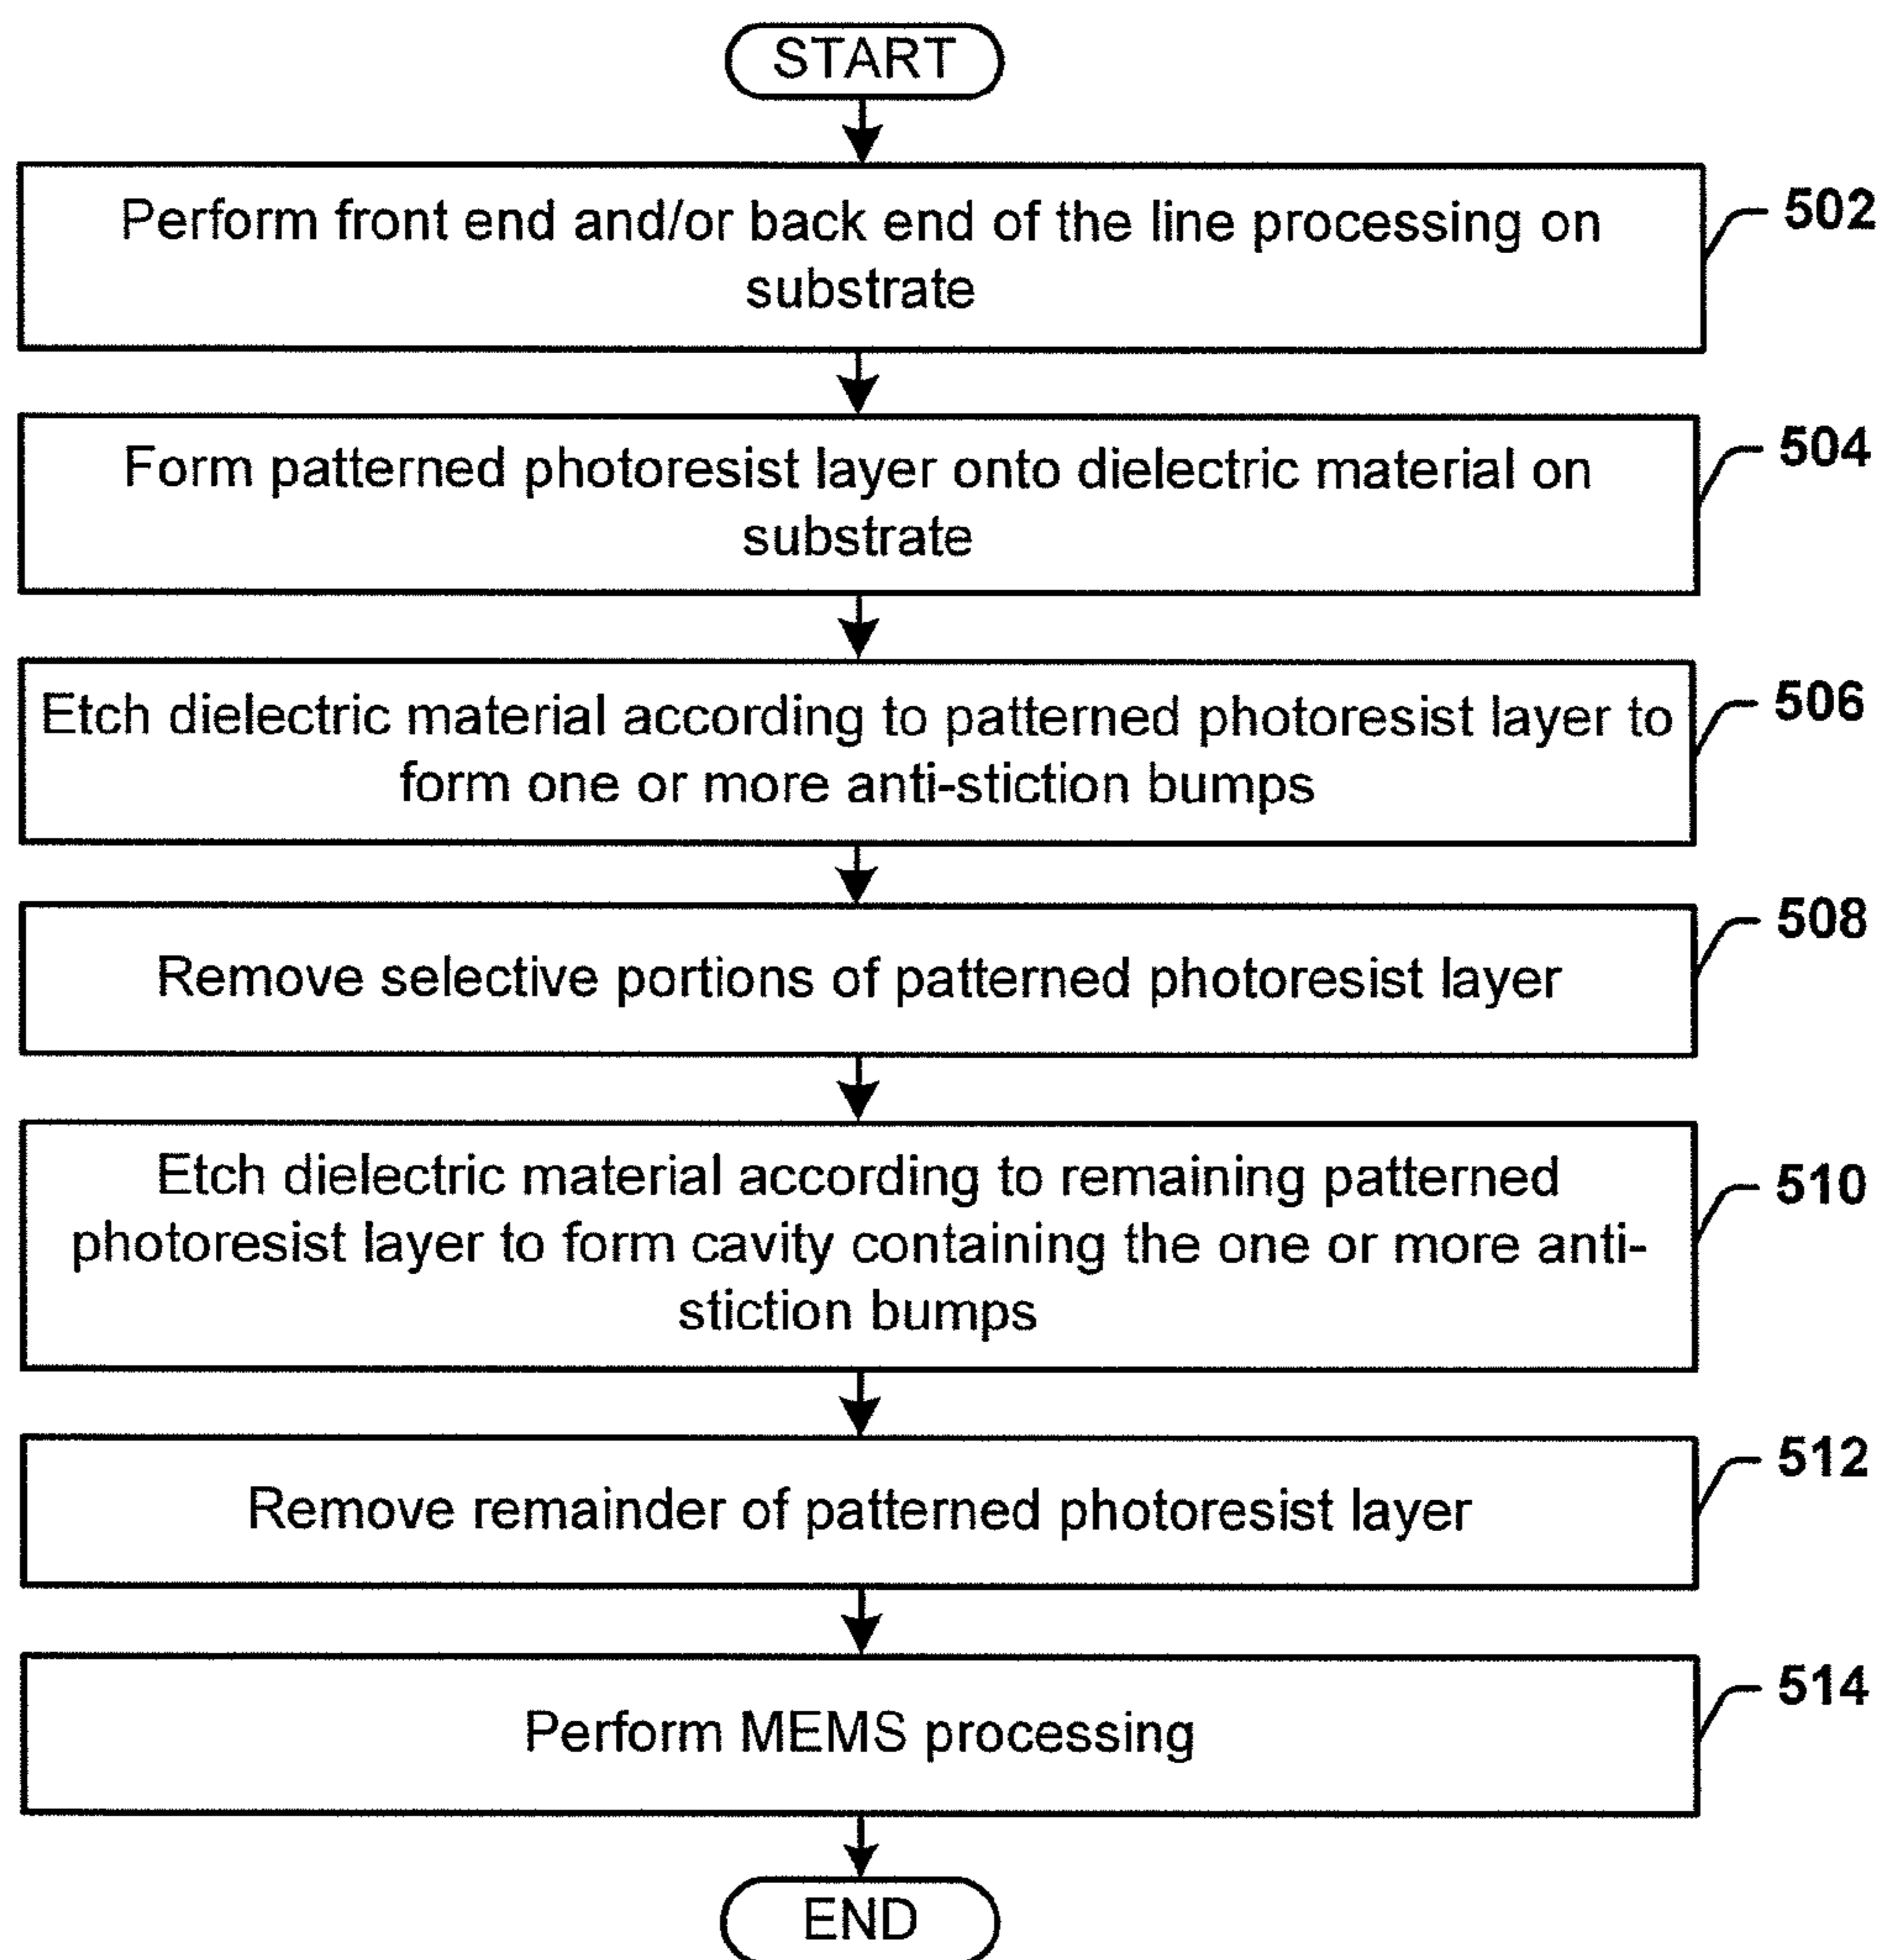 START
Perform front end and/or back end of the line processing on
substrate
502
Form patterned photoresist layer onto dielectric material on
substrate
504
Etch dielectric material according to patterned photoresist layer to
form one or more anti-stiction bumps
506
Remove selective portions of patterned photoresist layer
508
Etch dielectric material according to remaining patterned
photoresist layer to form cavity containing the one or more anti-
stiction bumps
510
Remove remainder of patterned photoresist layer
512
Perform MEMS processing
514
END